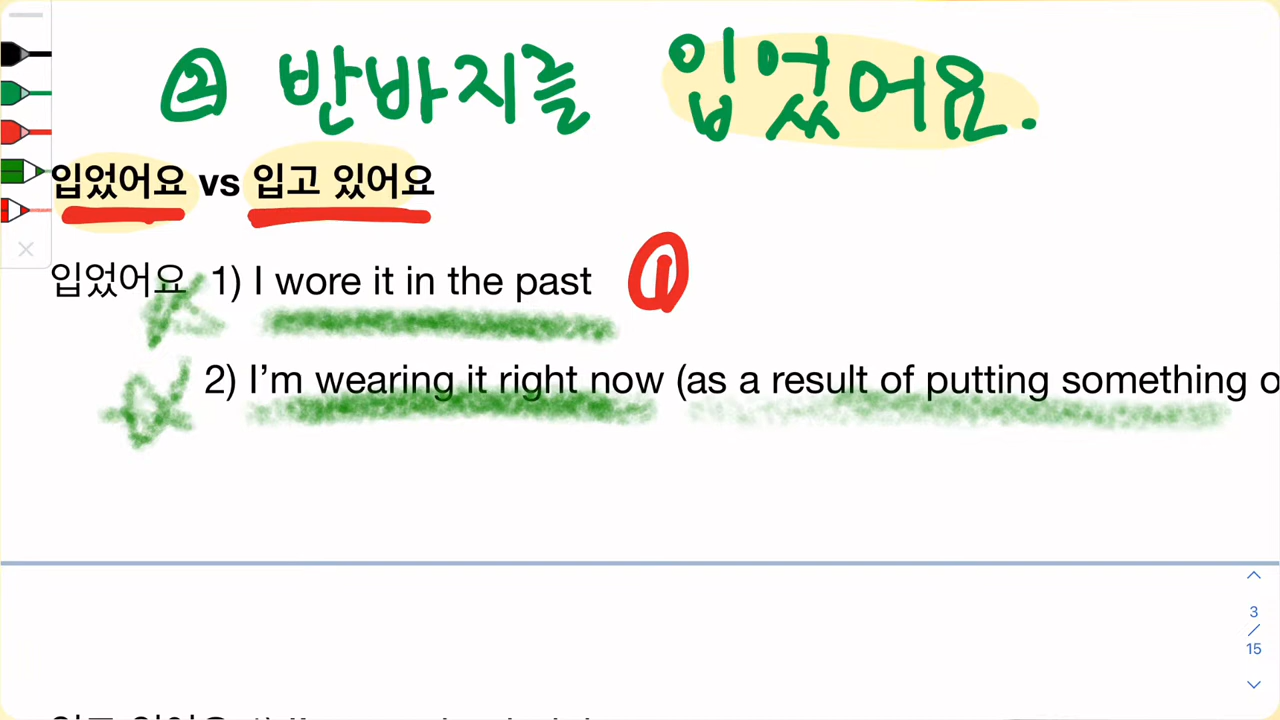 ② 반바지를 입었어요.
입었어요 vs 입고 있어요
입었어요 1) I wore it in the past ①
2) I'm wearing it right now (as a result of putting something o
3
/
15